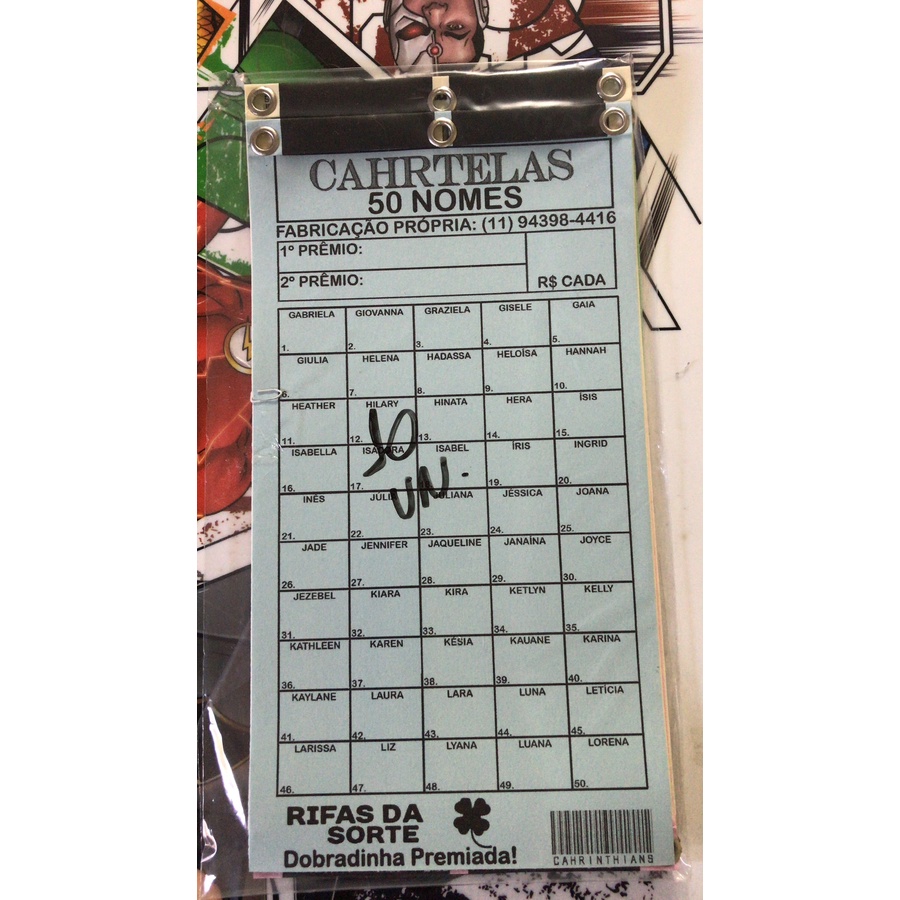 CAHRTELAS
50 NOMES
FABRICAÇÃO PRÓPRIA: (11) 94398-4416
1º PRÊMIO:
2º PRÊMIO:
R$ CADA
GABRIELA GIOVANNA GRAZIELA GISELE GAIA
1. 2. 3. 4. 5.
GIULIA HELENA HADASSA HELOÍSA HANNAH
6. 7. 8. 9. 10.
HEATHER HILARY HINATA HERA ÍSIS
11. 12. 13. 14. 15.
ISABELLA ISADORA ISABEL ÍRIS INGRID
16. 17. 19. 20.
INÊS JULIANA JÉSSICA JOANA
21. 22. 23. 24. 25.
JADE JENNIFER JAQUELINE JANAÍNA JOYCE
26. 27. 28. 29. 30.
JEZEBEL KIARA KIRA KETLYN KELLY
31. 32. 33. 34. 35.
KATHLEEN KAREN KÉSIA KAUANE KARINA
36. 37. 38. 39. 40.
KAYLANE LAURA LARA LUNA LETÍCIA
41. 42. 43. 44. 45.
LARISSA LIZ LYANA LUANA LORENA
46. 47. 48. 49. 50.
UN.
RIFAS DA
SORTE
Dobradinha Premiada!
CAHRINTHIANS